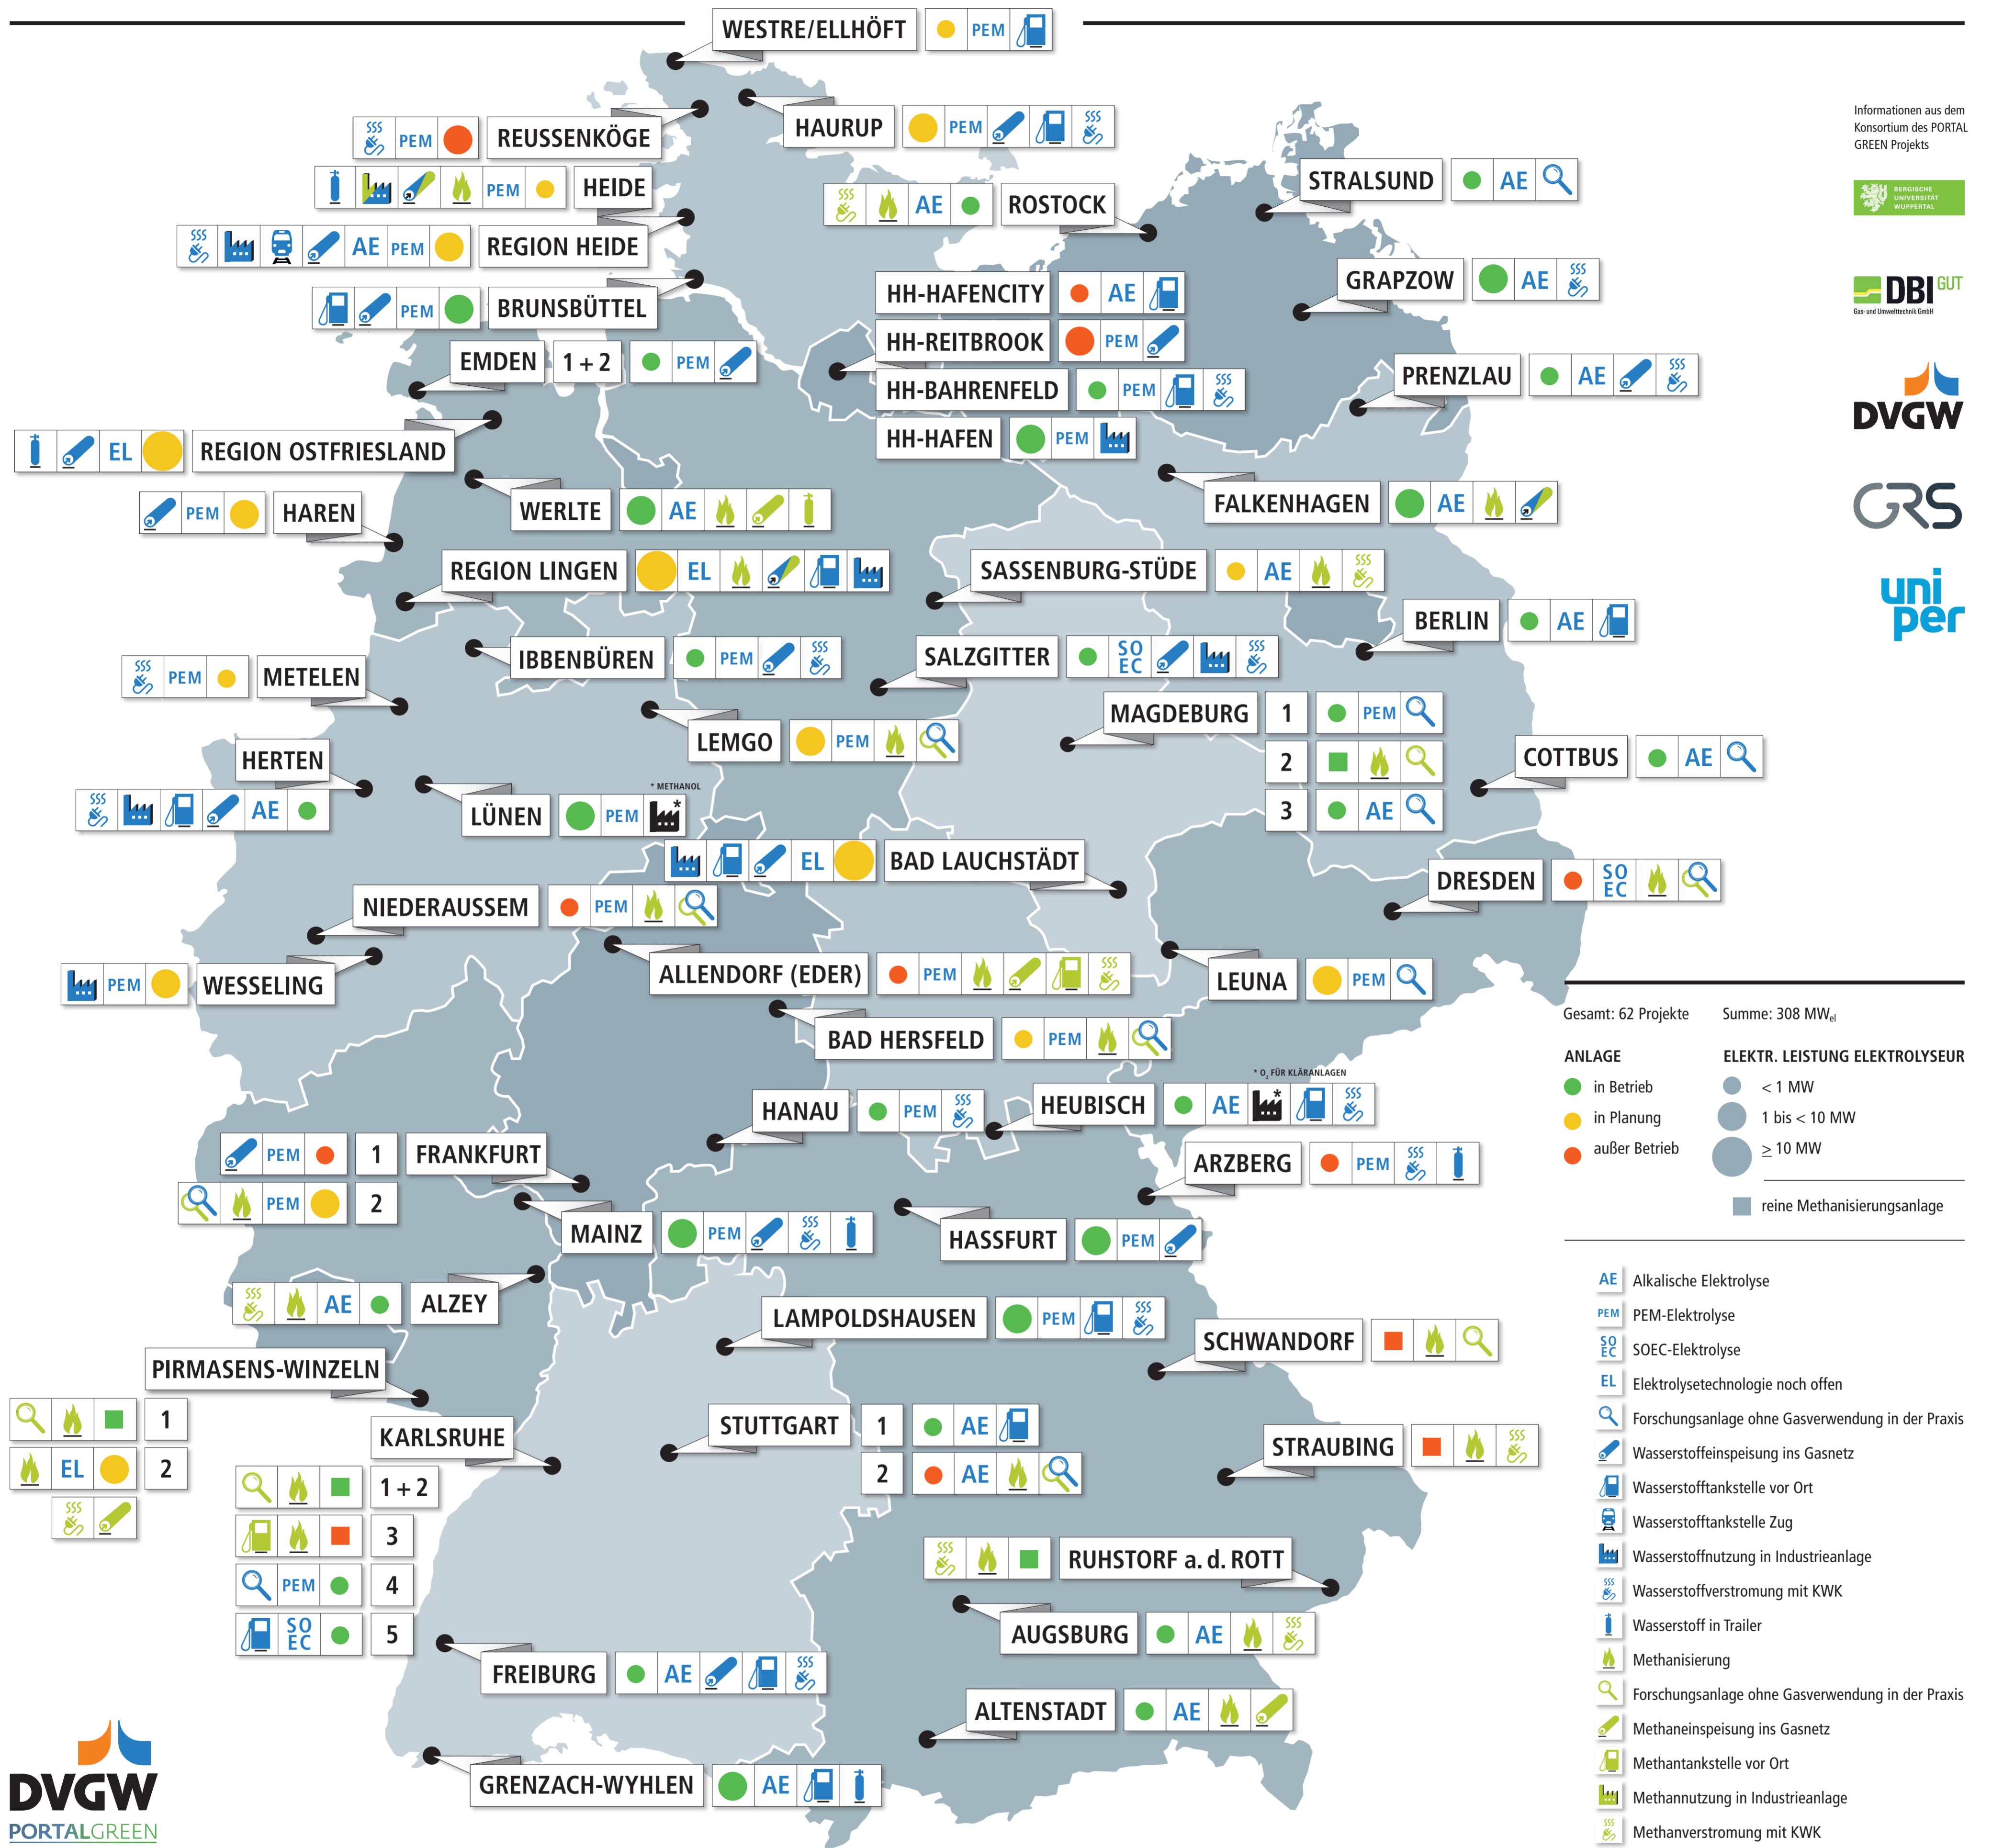 WESTRE/ELLHÖFT PEM
HAURUP PEM
PEM REUSSENKÖGE
PEM HEIDE
AE PEM REGION HEIDE
AE ROSTOCK
STRALSUND AE
PEM BRUNSBÜTTEL
HH-HAFENCITY AE
GRAPZOW AE
HH-REITBROOK PEM
EMDEN 1 + 2 PEM
HH-BAHRENFELD PEM
PRENZLAU AE
HH-HAFEN PEM
EL REGION OSTFRIESLAND
PEM HAREN
WERLTE AE
FALKENHAGEN AE
REGION LINGEN EL
SASSENBURG-STÜDE AE
BERLIN AE
IBBENBÜREN PEM
SALZGITTER SO EC
PEM METELEN
LEMGO PEM
MAGDEBURG 1 PEM
2
3 AE
COTTBUS AE
HERTEN
AE
* METHANOL
LÜNEN PEM *
EL BAD LAUCHSTÄDT
DRESDEN SO EC
NIEDERAUSSEM PEM
PEM WESSELING
ALLENDORF (EDER) PEM
LEUNA PEM
BAD HERSFELD PEM
* O2 FÜR KLÄRANLAGEN
HANAU PEM
HEUBISCH AE *
PEM 1 FRANKFURT
PEM 2
ARZBERG PEM
MAINZ PEM
HASSFURT PEM
AE ALZEY
LAMPOLDSHAUSEN PEM
SCHWANDORF
PIRMASENS-WINZELN
1
EL 2
KARLSRUHE
1 + 2
3
PEM 4
SO EC 5
STUTTGART 1 AE
2 AE
STRAUBING
RUHSTORF a. d. ROTT
AUGSBURG AE
FREIBURG AE
ALTENSTADT AE
GRENZACH-WYHLEN AE
Informationen aus dem
Konsortium des PORTAL
GREEN Projekts
BERGISCHE
UNIVERSITÄT
WUPPERTAL
DBI GUT
Gas- und Umwelttechnik GmbH
DVGW
GRS
uni
per
Gesamt: 62 Projekte Summe: 308 MWel
ANLAGE ELEKTR. LEISTUNG ELEKTROLYSEUR
in Betrieb < 1 MW
in Planung 1 bis < 10 MW
außer Betrieb ≥ 10 MW
reine Methanisierungsanlage
AE Alkalische Elektrolyse
PEM PEM-Elektrolyse
SO EC SOEC-Elektrolyse
EL Elektrolysetechnologie noch offen
Forschungsanlage ohne Gasverwendung in der Praxis
Wasserstoffeinspeisung ins Gasnetz
Wasserstofftankstelle vor Ort
Wasserstofftankstelle Zug
Wasserstoffnutzung in Industrieanlage
Wasserstoffverstromung mit KWK
Wasserstoff in Trailer
Methanisierung
Forschungsanlage ohne Gasverwendung in der Praxis
Methaneinspeisung ins Gasnetz
Methantankstelle vor Ort
Methannutzung in Industrieanlage
Methanverstromung mit KWK
DVGW
PORTALGREEN